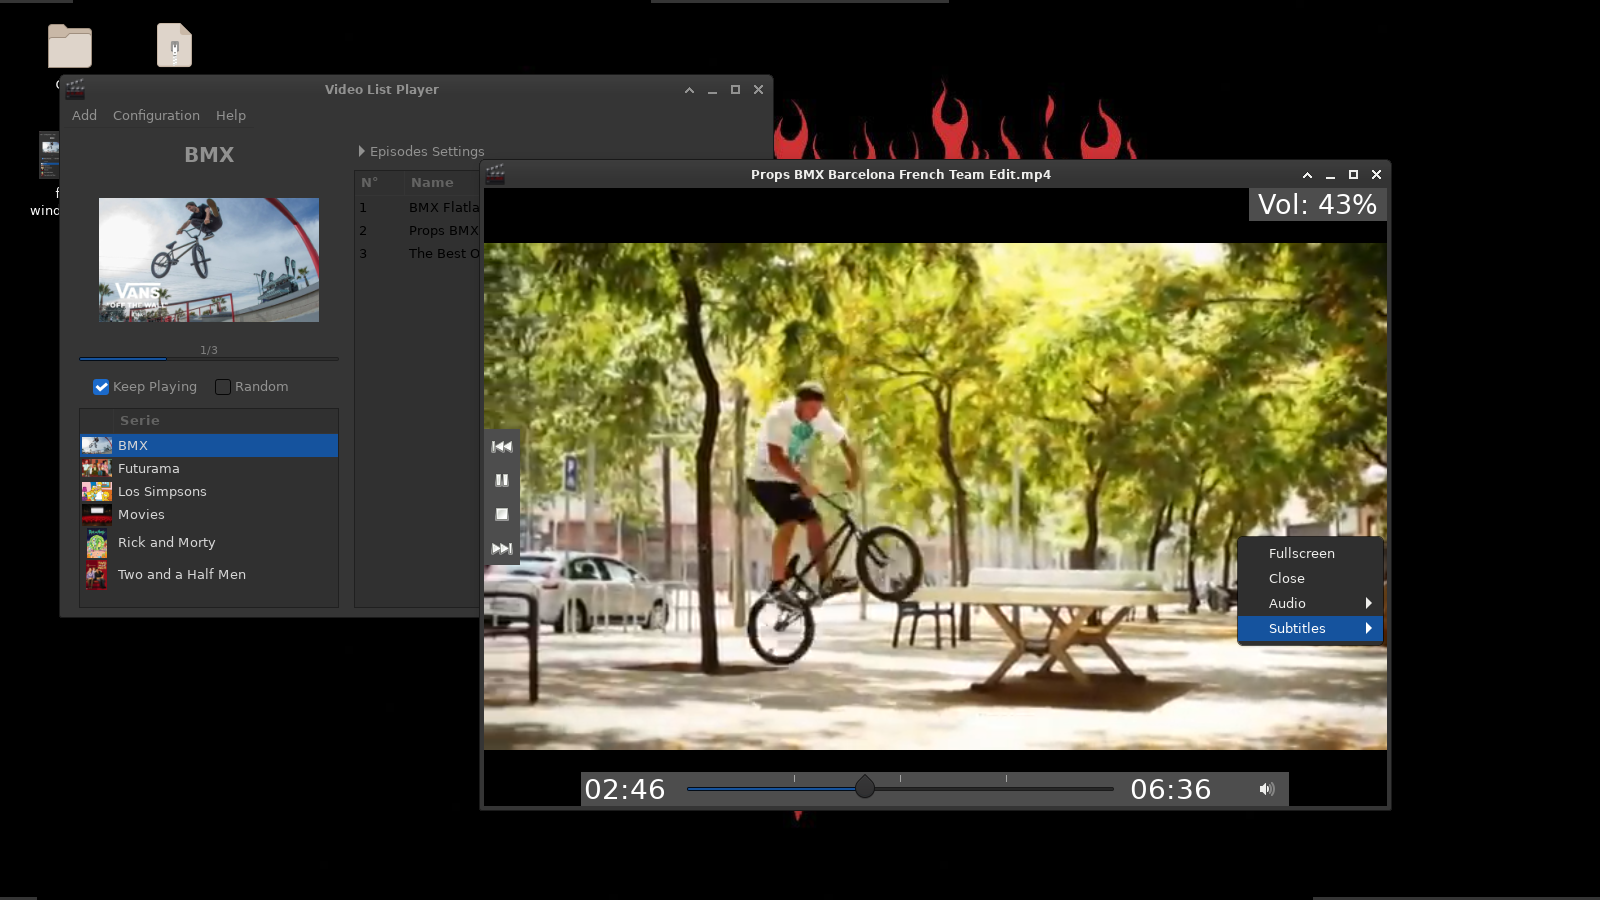 Video List Player
Add Configuration Help
BMX
VANS
"OFF THE WALL"
1/3
Keep Playing Random
Serie
BMX
Futurama
Los Simpsons
Movies
Rick and Morty
Two and a Half Men
Episodes Settings
N° Name
1 BMX Flatla
2 Props BMX
3 The Best O
Props BMX Barcelona French Team Edit.mp4
Vol: 43%
Fullscreen
Close
Audio
Subtitles
02:46 06:36